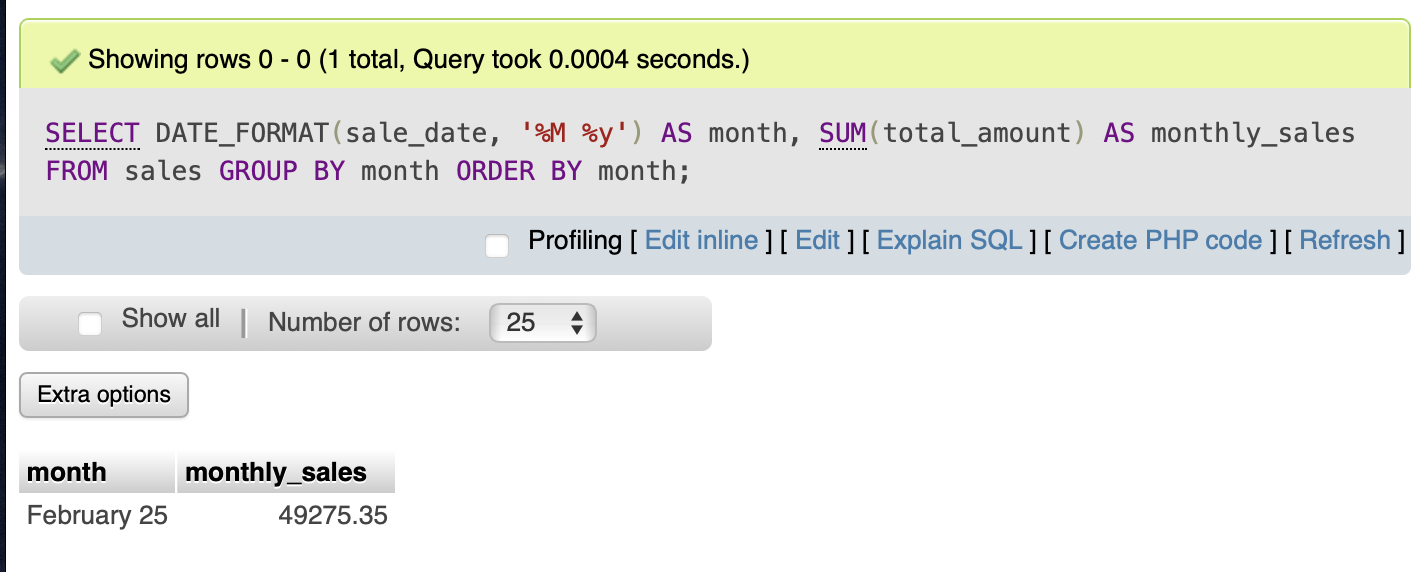 Showing rows 0 - 0 (1 total, Query took 0.0004 seconds.)
SELECT DATE_FORMAT(sale_date, '%M %y') AS month, SUM(total_amount) AS monthly_sales
FROM sales GROUP BY month ORDER BY month;
Profiling [ Edit inline ] [ Edit ] [ Explain SQL ] [ Create PHP code ] [ Refresh ]
Show all | Number of rows: 25
Extra options
month monthly_sales
February 25 49275.35